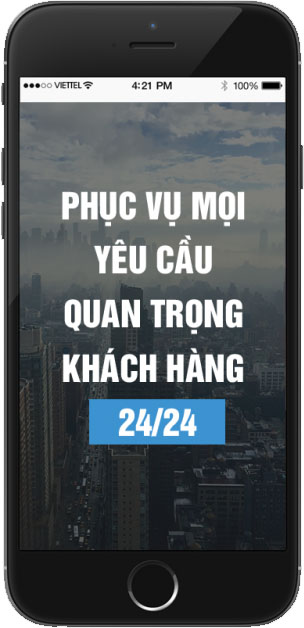 VIETTEL 4:21 PM 100%
PHỤC VỤ MỌI
YÊU CẦU
QUAN TRỌNG
KHÁCH HÀNG
24/24